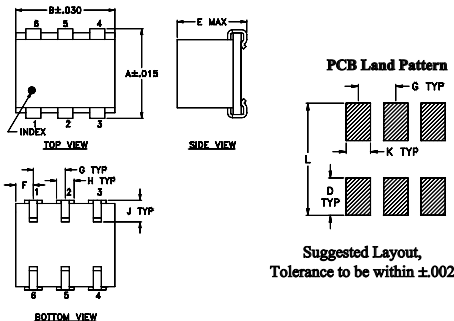 B±.030
6 5 4
A±.015
INDEX
1 2 3
TOP VIEW
E MAX
SIDE VIEW
PCB Land Pattern
G TYP
K TYP
L
D
TYP
Suggested Layout,
Tolerance to be within ±.002
G TYP
H TYP
F
1 2 3
J TYP
6 5 4
BOTTOM VIEW